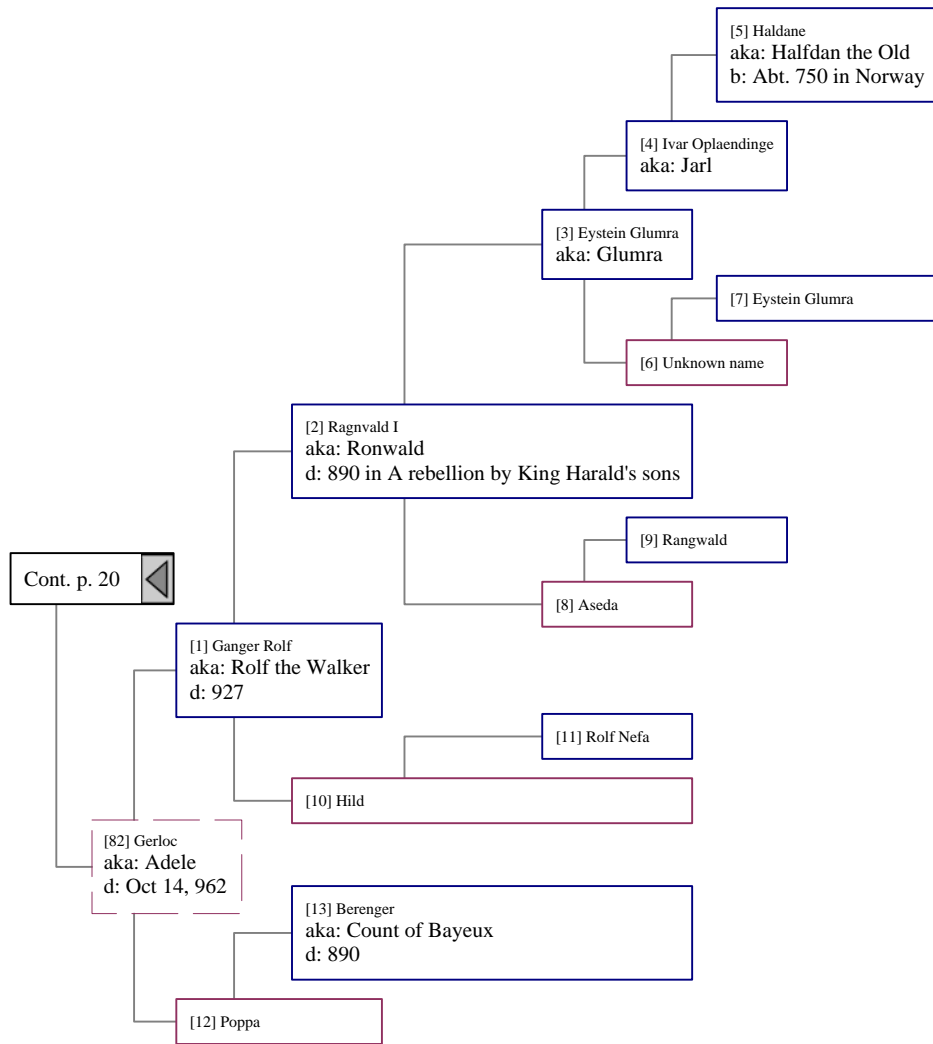 [5] Haldane
aka: Halfdan the Old
b: Abt. 750 in Norway
[4] Ivar Oplaendinge
aka: Jarl
[3] Eystein Glumra
aka: Glumra
[7] Eystein Glumra
[6] Unknown name
[2] Ragnvald I
aka: Ronwald
d: 890 in A rebellion by King Harald's sons
[9] Rangwald
Cont. p. 20
[8] Aseda
[1] Ganger Rolf
aka: Rolf the Walker
d: 927
[11] Rolf Nefa
[10] Hild
[82] Gerloc
aka: Adele
d: Oct 14, 962
[13] Berenger
aka: Count of Bayeux
d: 890
[12] Poppa